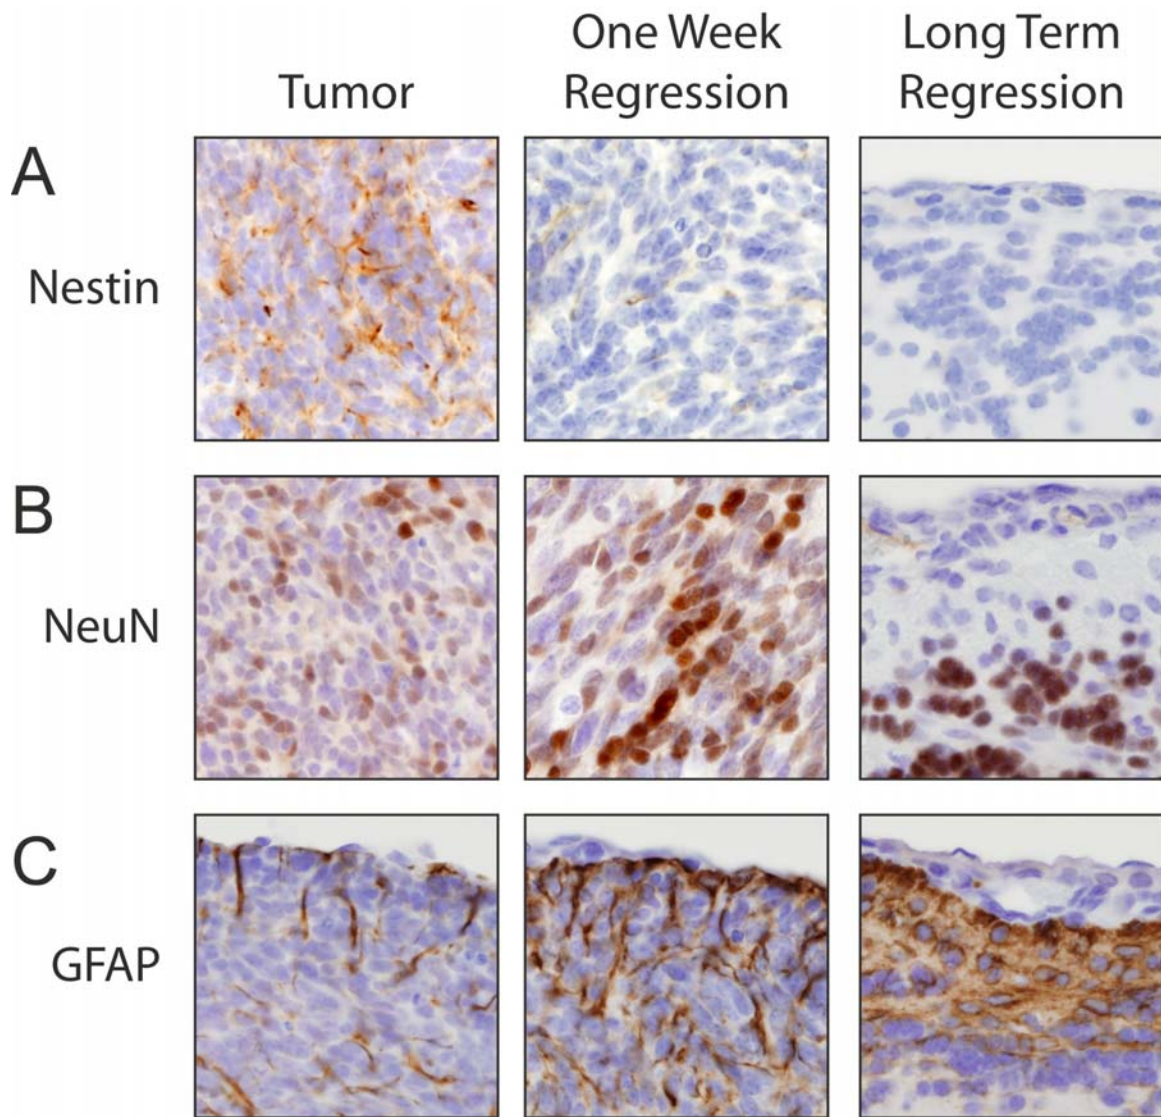 One Week
Long Term
Tumor
Regression
Regression
A
Nestin
B
NeuN
C
GFAP